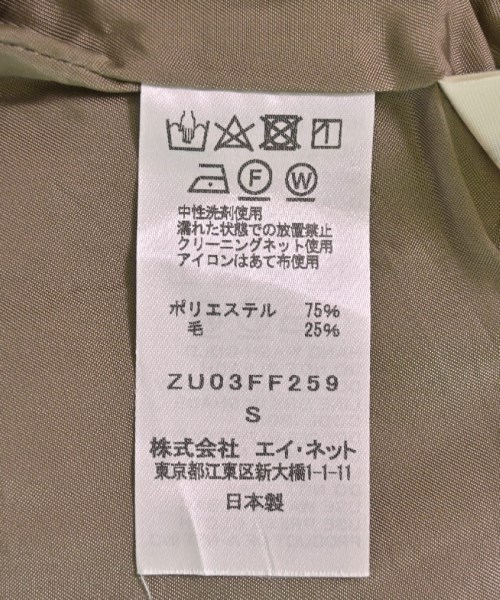 F W
中性洗剤使用
濡れた状態での放置禁止
クリーニングネット使用
アイロンはあて布使用
ポリエステル 75%
毛 25%
ZU03FF259
S
株式会社 エイ・ネット
東京都江東区新大橋1-1-11
日本製